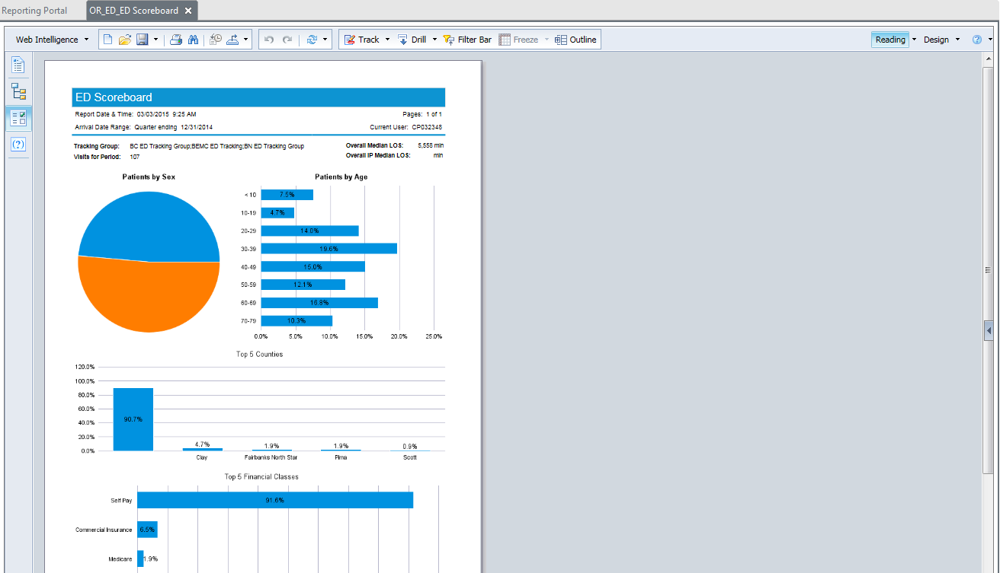 Reporting Portal OR_ED_ED Scoreboard
Web Intelligence Track Drill Filter Bar Freeze Outline Reading Design
ED Scoreboard
Report Date & Time: 03/03/2015 9:25 AM Pages: 1 of 1
Arrival Date Range: Quarter ending 12/31/2014 Current User: CP032348
Tracking Group: BC ED Tracking Group;BEMC ED Tracking;BN ED Tracking Group Overall Median LOS: 5,558 min
Visits for Period: 107 Overall IP Median LOS: min
Patients by Sex Patients by Age
< 10 7.5%
10-19 4.7%
20-29 14.0%
30-39 19.6%
40-49 15.0%
50-59 12.1%
60-69 16.8%
70-79 10.3%
0.0% 5.0% 10.0% 15.0% 20.0% 25.0%
Top 5 Counties
120.0%
100.0%
80.0%
60.0%
40.0%
20.0%
0.0%
90.7% 4.7% 1.9% 1.9% 0.9%
Clay Fairbanks North Star Pima Scott
Top 5 Financial Classes
Self Pay 91.6%
Commercial Insurance 6.5%
Medicare 1.9%